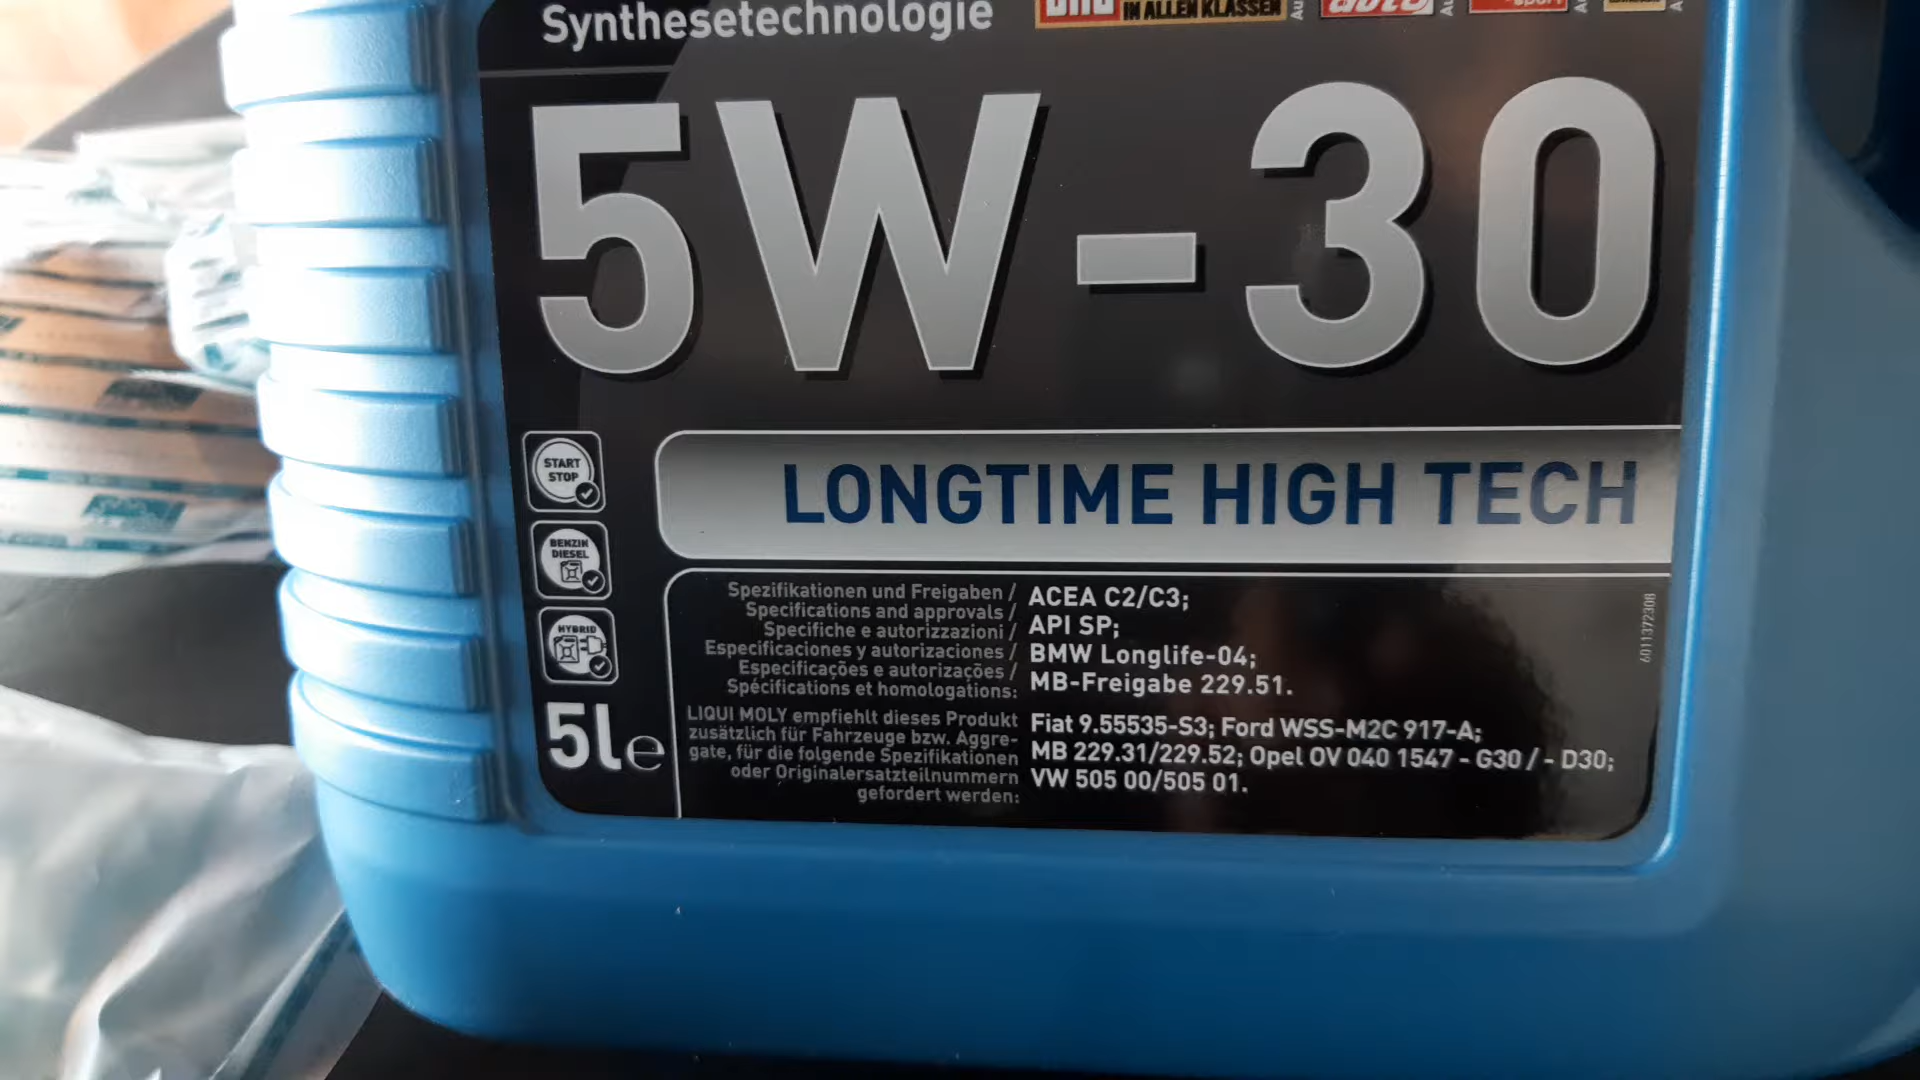 Synthesetechnologie
IN ALLEN KLASSEN
5W-30
START
STOP
LONGTIME HIGH TECH
BENZIN
DIESEL
HYBRID
5l e
Spezifikationen und Freigaben / ACEA C2/C3;
Specifications and approvals / API SP;
Specifiche e autorizzazioni /
Especificaciones y autorizaciones / BMW Longlife-04;
Especificações e autorizações / MB-Freigabe 229.51.
Spécifications et homologations:
LIQUI MOLY empfiehlt dieses Produkt Fiat 9.55535-S3; Ford WSS-M2C 917-A;
zusätzlich für Fahrzeuge bzw. Aggre-
gate, für die folgende Spezifikationen MB 229.31/229.52; Opel OV 040 1547 - G30 / - D30;
oder Originalersatzteilnummern VW 505 00/505 01.
gefordert werden:
6011372308